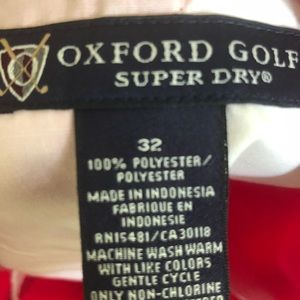 OXFORD GOLF
SUPER DRY®
32
100% POLYESTER/
POLYESTER
MADE IN INDONESIA
FABRIQUE EN
INDONESIE
RN15481/CA30118
MACHINE WASH WARM
WITH LIKE COLORS
GENTLE CYCLE
ONLY NON-CHLORINE